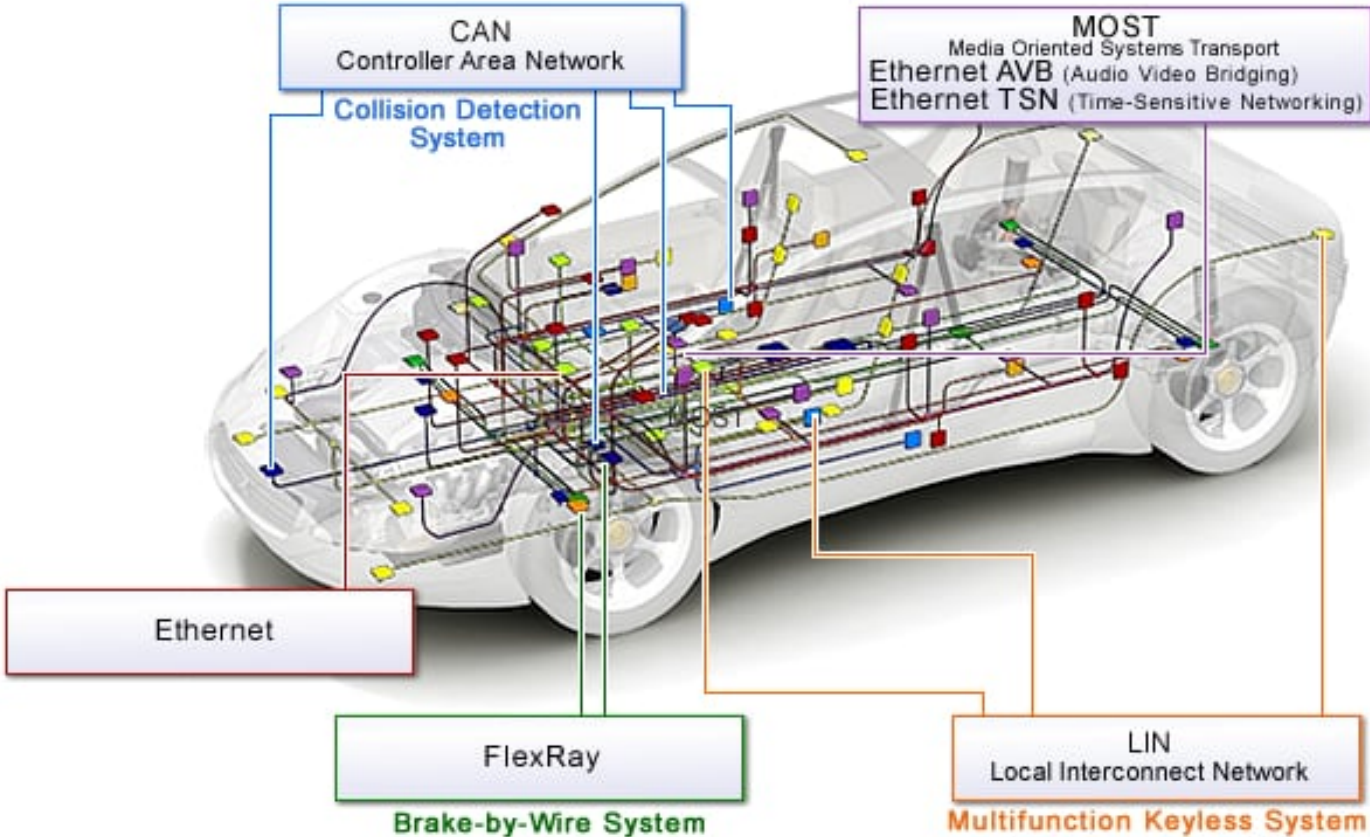 CAN
Controller Area Network
Collision Detection
System
MOST
Media Oriented Systems Transport
Ethernet AVB (Audio Video Bridging)
Ethernet TSN (Time-Sensitive Networking)
MOST
Ethernet
FlexRay
Brake-by-Wire System
LIN
Local Interconnect Network
Multifunction Keyless System